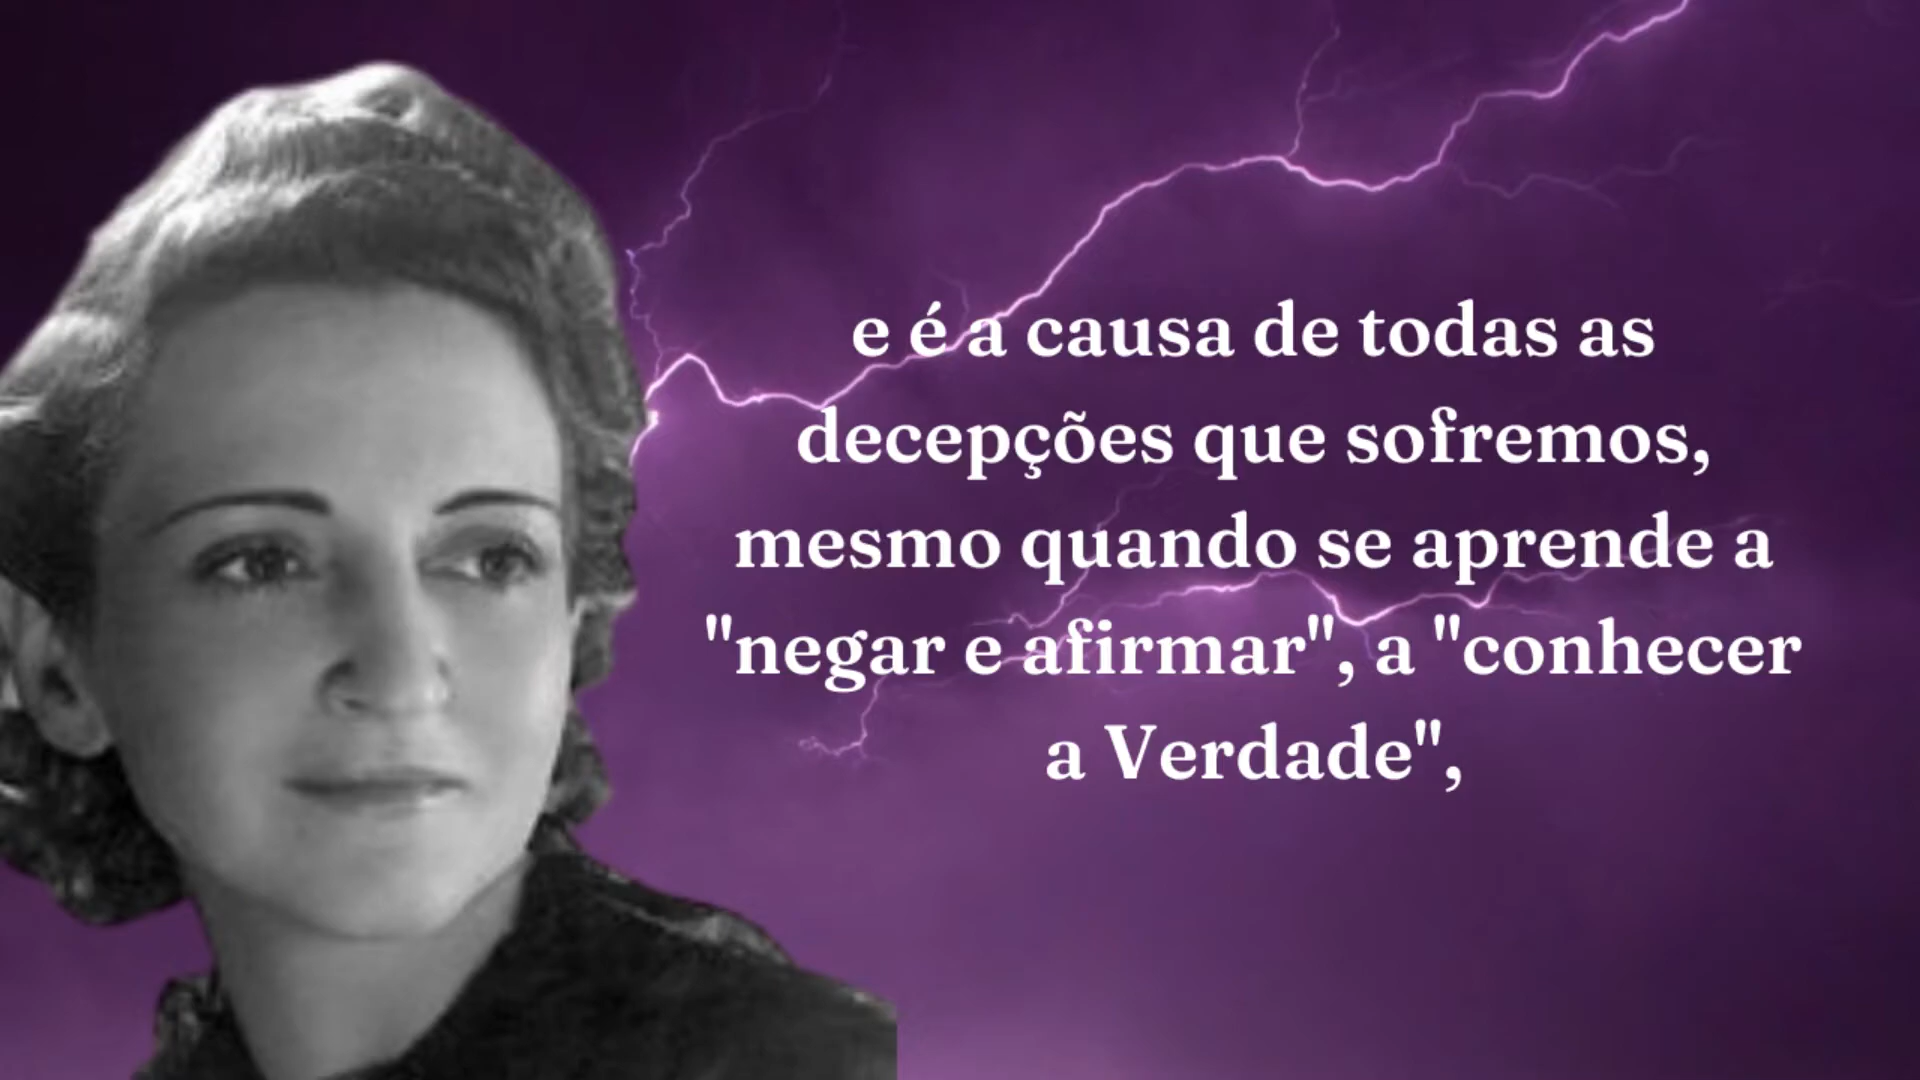 e é a causa de todas as
decepções que sofremos,
mesmo quando se aprende a
"negar e afirmar", a "conhecer
a Verdade",